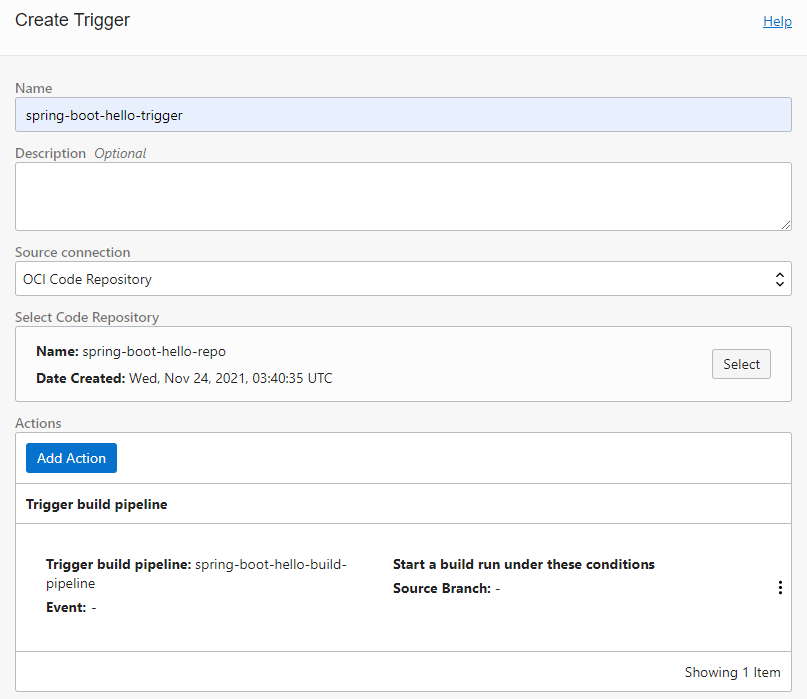 Create Trigger
Help
Name
spring-boot-hello-trigger
Description Optional
Source connection
OCI Code Repository
Select Code Repository
Name: spring-boot-hello-repo
Date Created: Wed, Nov 24, 2021, 03:40:35 UTC
Select
Actions
Add Action
Trigger build pipeline
Trigger build pipeline: spring-boot-hello-build-
pipeline
Event: -
Start a build run under these conditions
Source Branch: -
Showing 1 Item